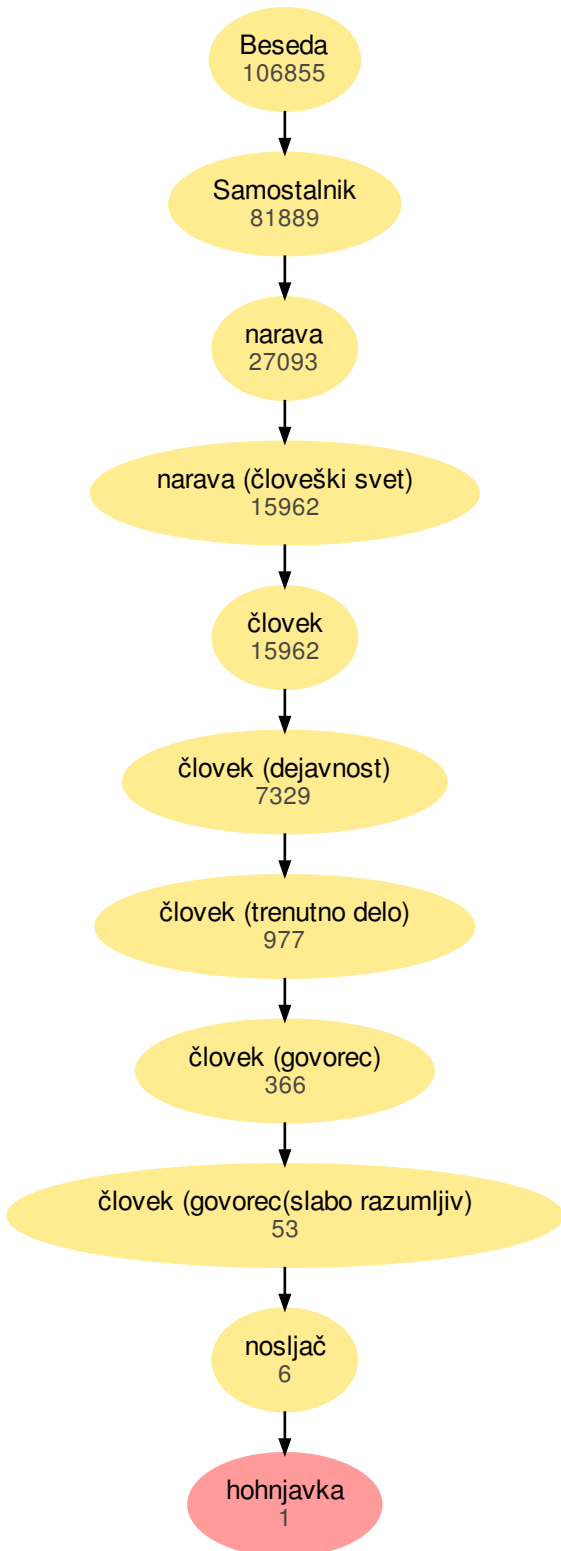 Beseda
106855
Samostalnik
81889
narava
27093
narava (človeški svet)
15962
človek
15962
človek (dejavnost)
7329
človek (trenutno delo)
977
človek (govorec)
366
človek (govorec(slabo razumljiv)
53
nosljač
6
hohnjavka
1